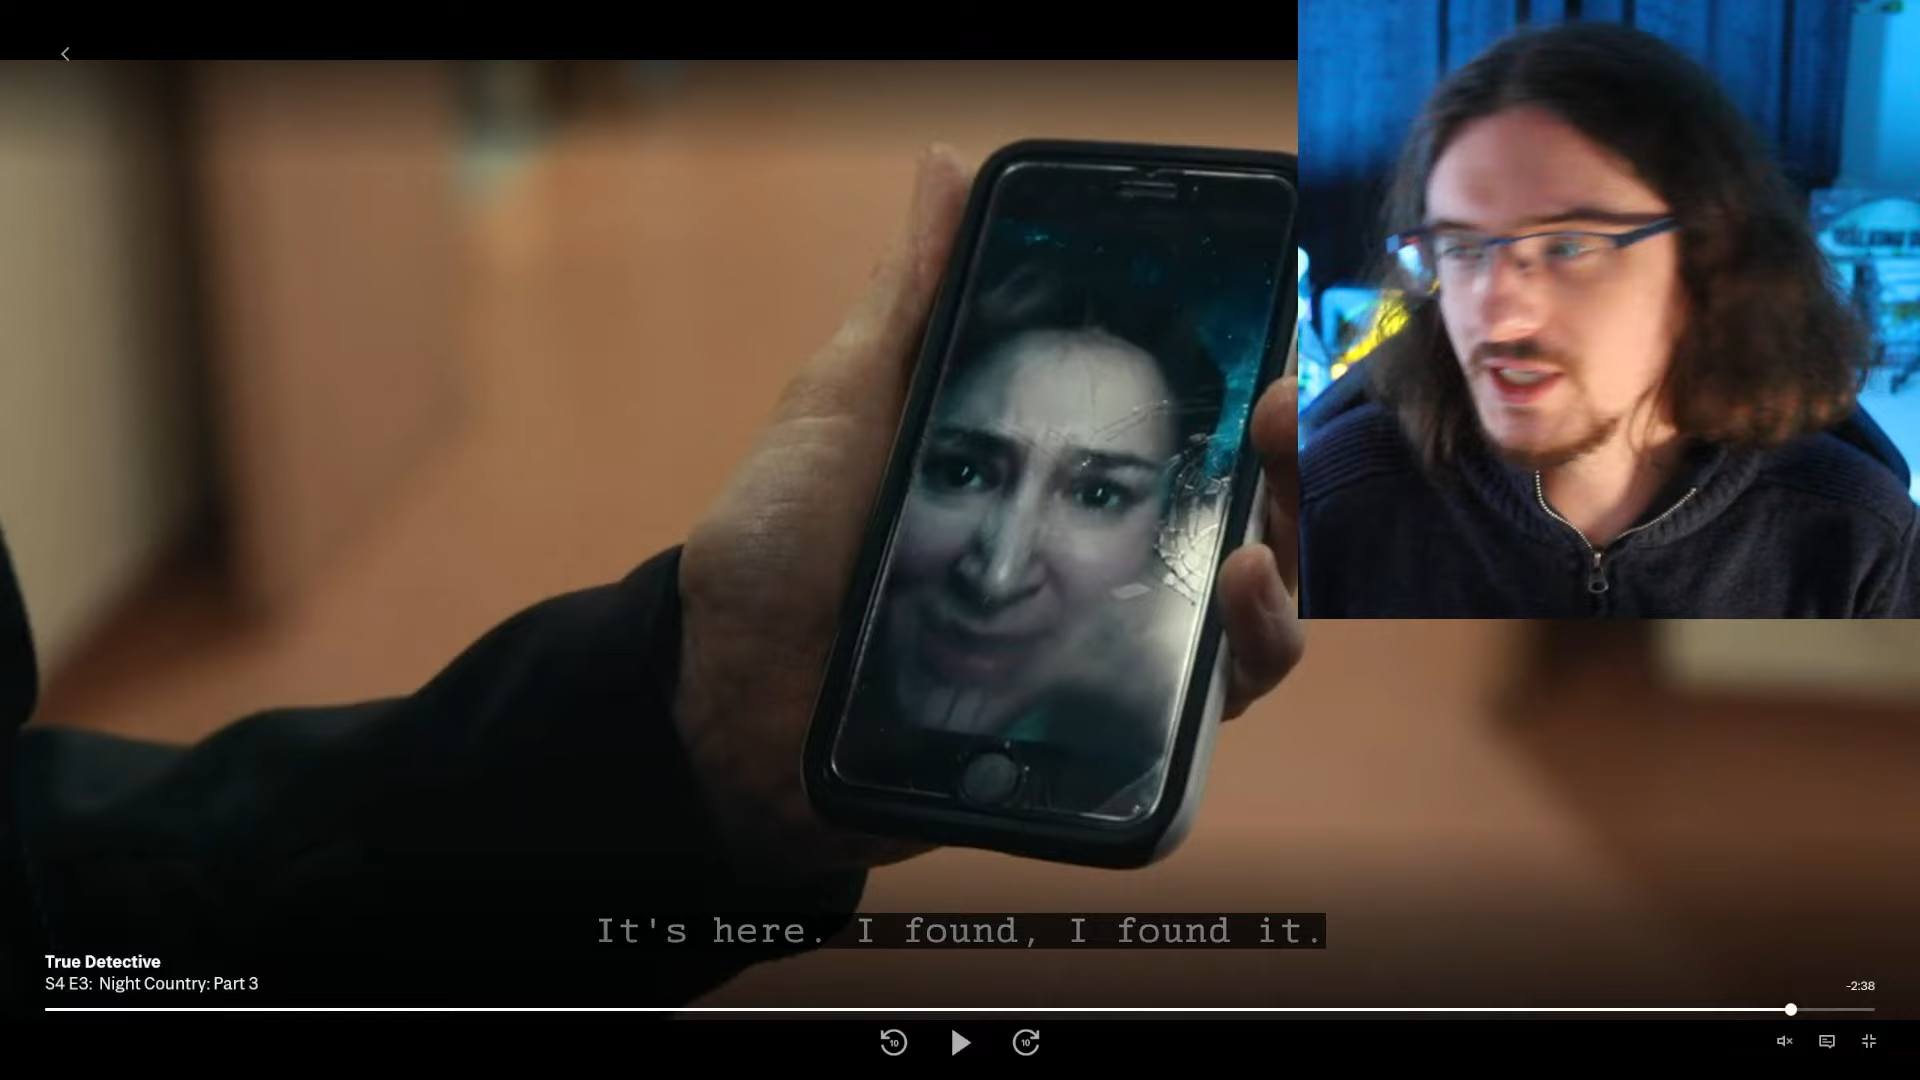 It's here. I found, I found it.
True Detective
S4 E3: Night Country: Part 3
-2:38
10
10